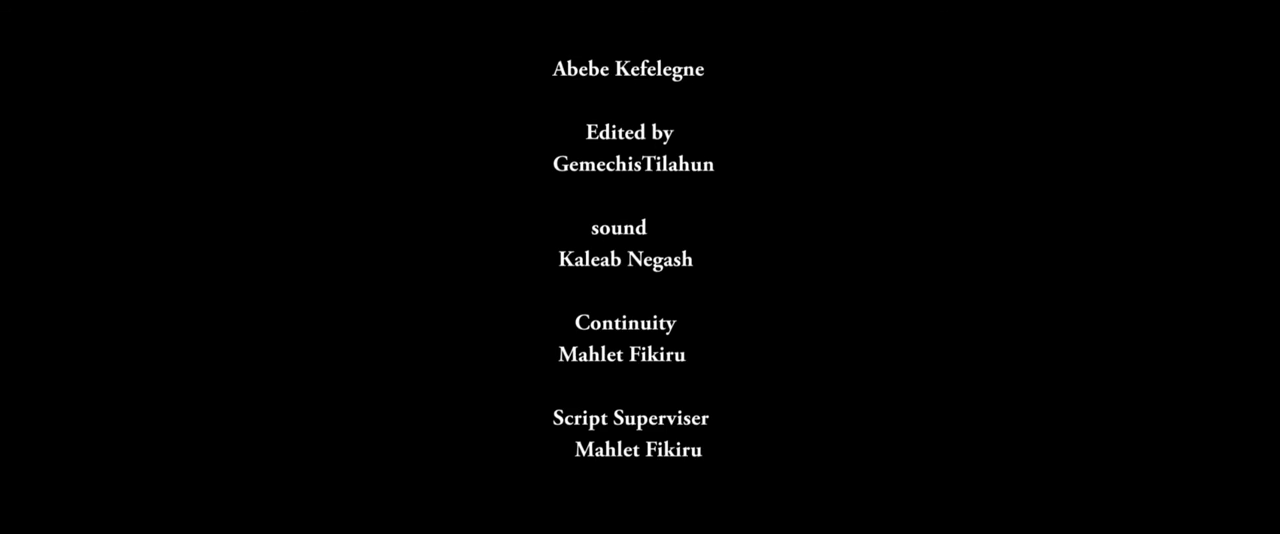 Abebe Kefelegne
Edited by
GemechisTilahun
sound
Kaleab Negash
Continuity
Mahlet Fikiru
Script Superviser
Mahlet Fikiru